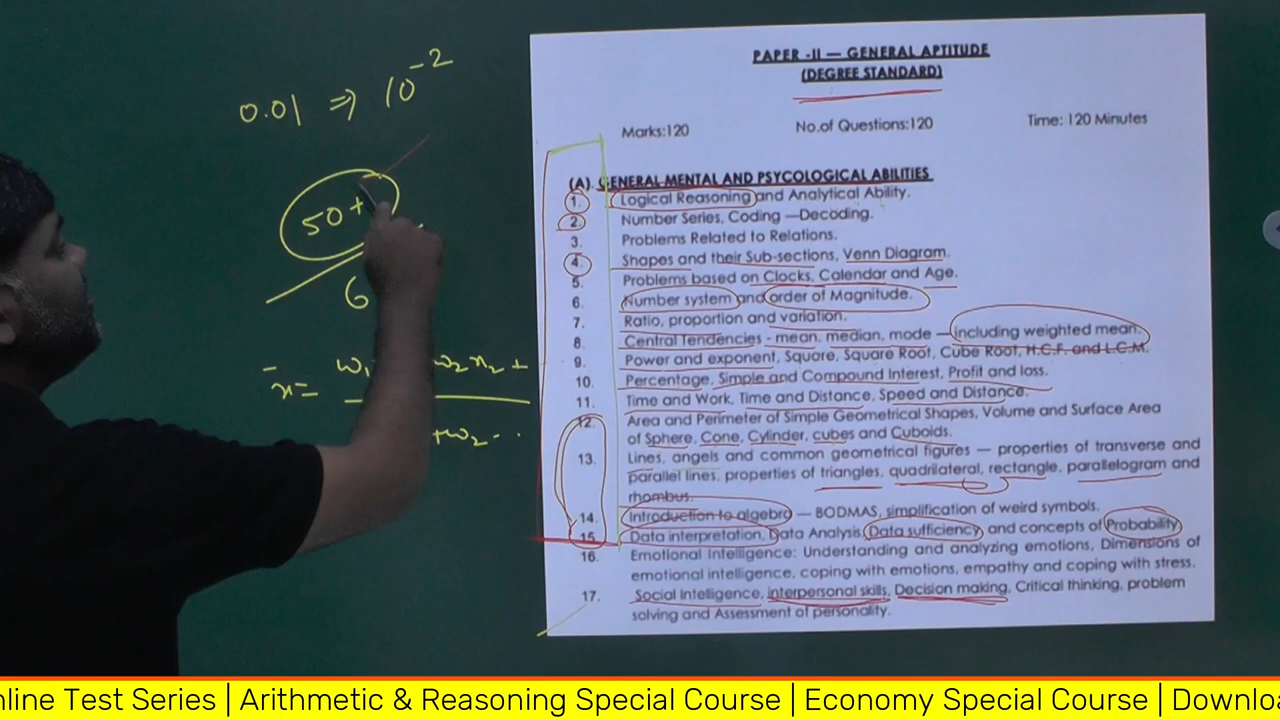 0.01 ⇒ 10⁻²
50+
6
x̄ = w₁ w₂x₂ +
+w₂ - ..
PAPER -II — GENERAL APTITUDE
(DEGREE STANDARD)
Marks:120 No.of Questions:120 Time: 120 Minutes
(A). GENERAL MENTAL AND PSYCOLOGICAL ABILITIES
1. Logical Reasoning and Analytical Ability.
2. Number Series, Coding —Decoding.
3. Problems Related to Relations.
4. Shapes and their Sub-sections, Venn Diagram.
5. Problems based on Clocks, Calendar and Age.
6. Number system and order of Magnitude.
7. Ratio, proportion and variation.
8. Central Tendencies - mean, median, mode —including weighted mean.
9. Power and exponent, Square, Square Root, Cube Root, H.C.F. and L.C.M.
10. Percentage, Simple and Compound Interest, Profit and loss.
11. Time and Work, Time and Distance, Speed and Distance.
12. Area and Perimeter of Simple Geometrical Shapes, Volume and Surface Area
of Sphere, Cone, Cylinder, cubes and Cuboids.
13. Lines, angels and common geometrical figures — properties of transverse and
parallel lines, properties of triangles, quadrilateral, rectangle, parallelogram and
rhombus.
14. Introduction to algebra — BODMAS, simplification of weird symbols.
15. Data interpretation, Data Analysis, Data sufficiency and concepts of Probability
16. Emotional Intelligence: Understanding and analyzing emotions, Dimensions of
emotional intelligence, coping with emotions, empathy and coping with stress.
17. Social Intelligence, interpersonal skills, Decision making, Critical thinking, problem
solving and Assessment of personality.
nline Test Series | Arithmetic & Reasoning Special Course | Economy Special Course | Downloa